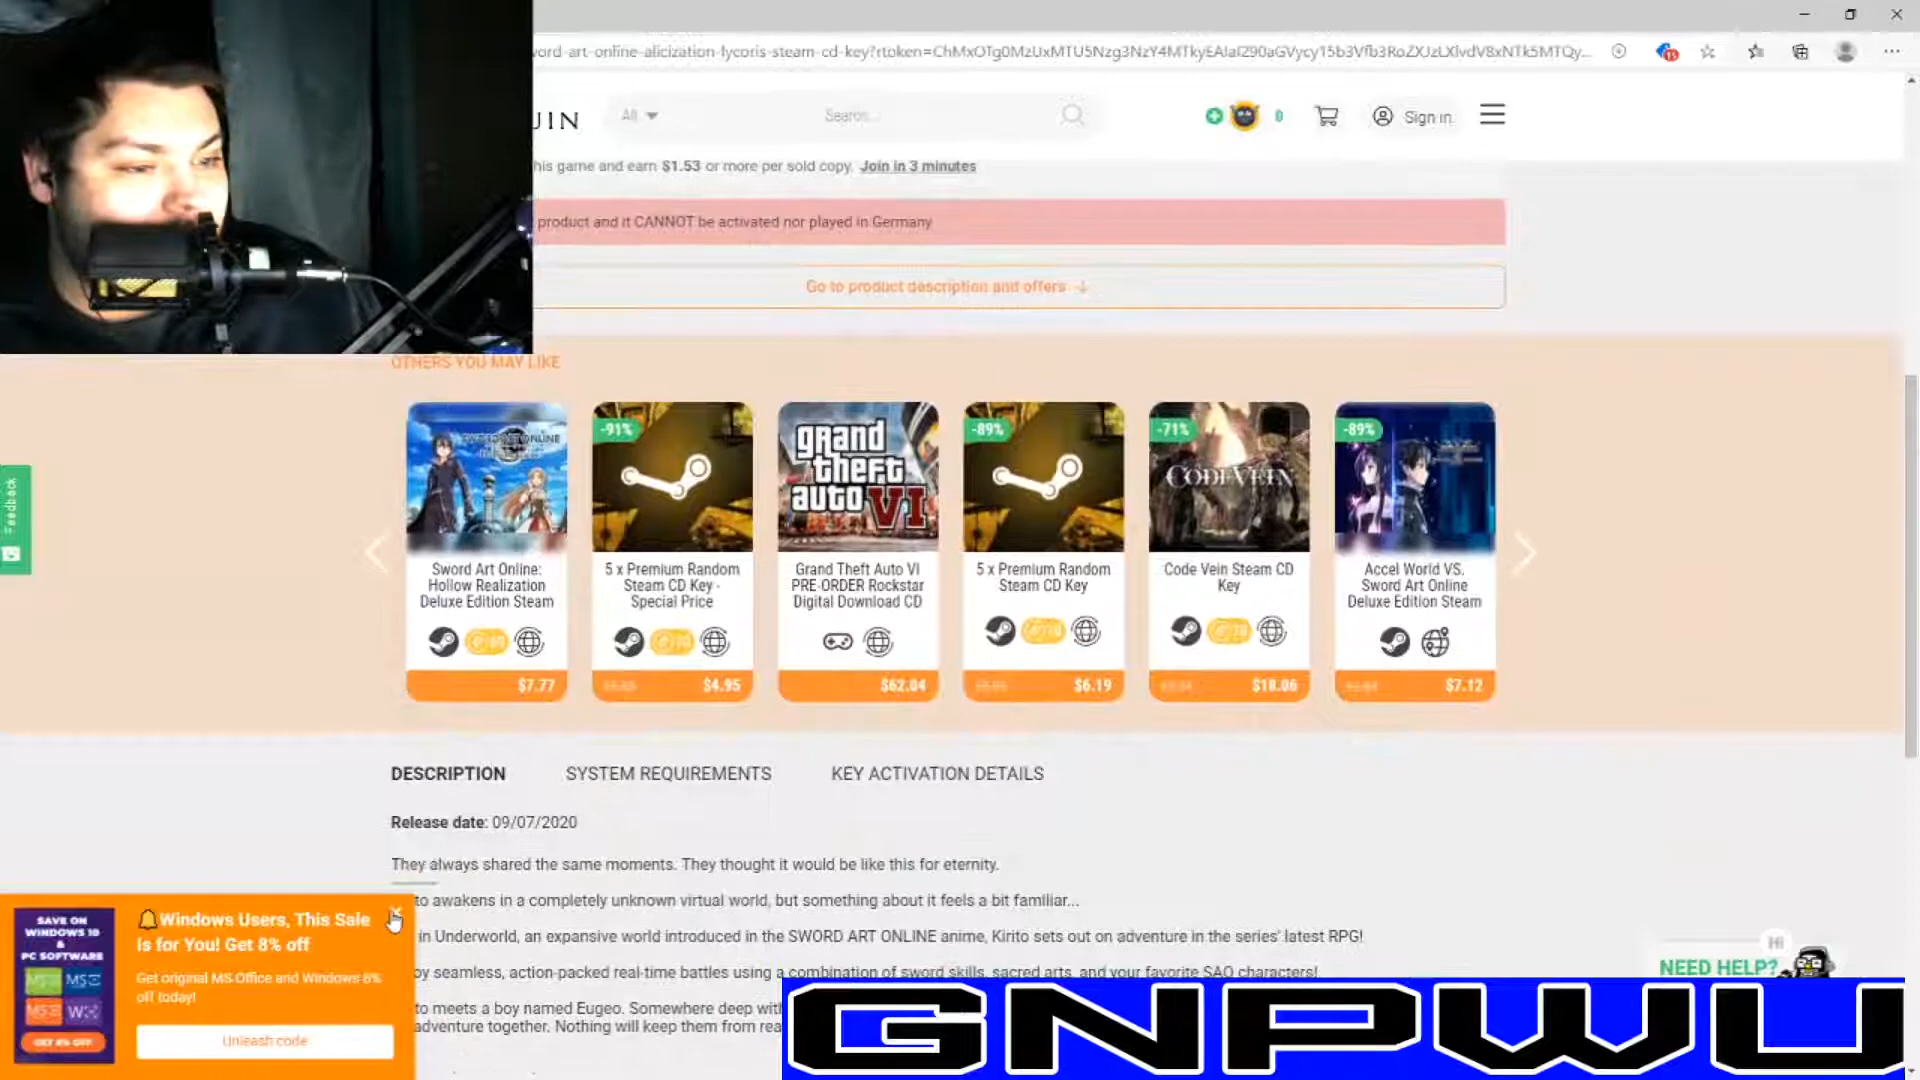 ord-art-online-alicization-lycoris-steam-cd-key?rtoken=
UIN
All
Search...
0
Sign in
his game and earn $1.53 or more per sold copy. Join in 3 minutes
product and it CANNOT be activated nor played in Germany
Go to product description and offers ↓
OTHERS YOU MAY LIKE
Feedback
-91%
grand theft auto VI
-89%
CODE VEIN
-71%
-89%
Sword Art Online: Hollow Realization Deluxe Edition Steam
5 x Premium Random Steam CD Key - Special Price
Grand Theft Auto VI PRE-ORDER Rockstar Digital Download CD
5 x Premium Random Steam CD Key
Code Vein Steam CD Key
Accel World VS. Sword Art Online Deluxe Edition Steam
$7.77
$4.95
$62.04
$6.19
$18.06
$7.12
DESCRIPTION
SYSTEM REQUIREMENTS
KEY ACTIVATION DETAILS
Release date: 09/07/2020
They always shared the same moments. They thought it would be like this for eternity.
to awakens in a completely unknown virtual world, but something about it feels a bit familiar...
in Underworld, an expansive world introduced in the SWORD ART ONLINE anime, Kirito sets out on adventure in the series' latest RPG!
oy seamless, action-packed real-time battles using a combination of sword skills, sacred arts, and your favorite SAO characters!
to meets a boy named Eugeo. Somewhere deep wit
adventure together. Nothing will keep them from rea
SAVE ON
WINDOWS 10
&
PC SOFTWARE
GET 8% OFF
Windows Users, This Sale
is for You! Get 8% off
Get original MS Office and Windows 8%
off today!
Unleash code
Hi
NEED HELP?
GNPWU